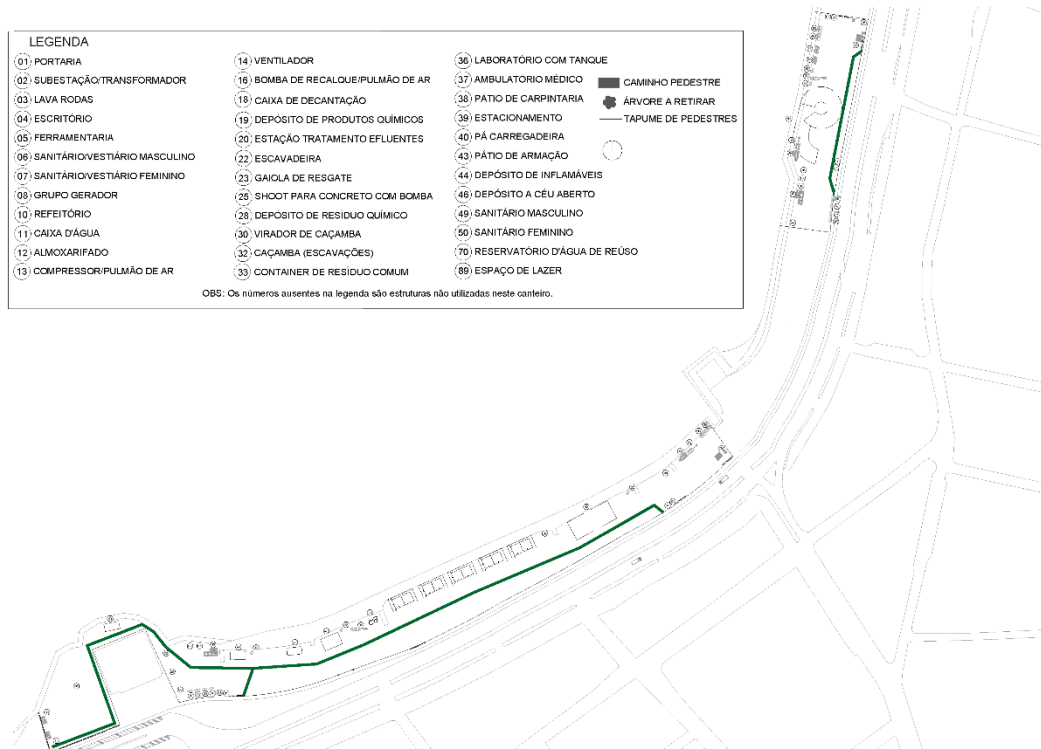 LEGENDA
01 PORTARIA
02 SUBESTAÇÃO/TRANSFORMADOR
03 LAVA RODAS
04 ESCRITÓRIO
05 FERRAMENTARIA
06 SANITÁRIO/VESTIÁRIO MASCULINO
07 SANITÁRIO/VESTIÁRIO FEMININO
08 GRUPO GERADOR
10 REFEITÓRIO
11 CAIXA D'ÁGUA
12 ALMOXARIFADO
13 COMPRESSOR/PULMÃO DE AR
14 VENTILADOR
16 BOMBA DE RECALQUE/PULMÃO DE AR
18 CAIXA DE DECANTAÇÃO
19 DEPÓSITO DE PRODUTOS QUÍMICOS
20 ESTAÇÃO TRATAMENTO EFLUENTES
22 ESCAVADEIRA
23 GAIOLA DE RESGATE
25 SHOOT PARA CONCRETO COM BOMBA
28 DEPÓSITO DE RESÍDUO QUÍMICO
30 VIRADOR DE CAÇAMBA
32 CAÇAMBA (ESCAVAÇÕES)
33 CONTAINER DE RESÍDUO COMUM
36 LABORATÓRIO COM TANQUE
37 AMBULATÓRIO MÉDICO
38 PÁTIO DE CARPINTARIA
39 ESTACIONAMENTO
40 PÁ CARREGADEIRA
43 PÁTIO DE ARMAÇÃO
44 DEPÓSITO DE INFLAMÁVEIS
46 DEPÓSITO A CÉU ABERTO
49 SANITÁRIO MASCULINO
50 SANITÁRIO FEMININO
70 RESERVATÓRIO D'ÁGUA DE REÚSO
89 ESPAÇO DE LAZER
CAMINHO PEDESTRE
ÁRVORE A RETIRAR
TAPUME DE PEDESTRES
OBS: Os números ausentes na legenda são estruturas não utilizadas neste canteiro.